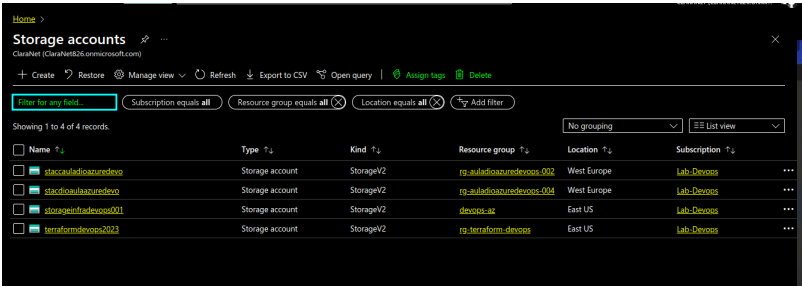 Home >
Storage accounts ...
ClaraNet (ClaraNet826.onmicrosoft.com)
+ Create Restore Manage view Refresh Export to CSV Open query | Assign tags Delete
Filter for any field... Subscription equals all Resource group equals all Location equals all Add filter
Showing 1 to 4 of 4 records. No grouping List view
Name ↑↓ Type ↑↓ Kind ↑↓ Resource group ↑↓ Location ↑↓ Subscription ↑↓
staccauladioazuredevo Storage account StorageV2 rg-auladioazuredevops-002 West Europe Lab-Devops ...
stacdioaulaazuredevo Storage account StorageV2 rg-auladioazuredevops-004 West Europe Lab-Devops ...
storageinfradevops001 Storage account StorageV2 devops-az East US Lab-Devops ...
terraformdevops2023 Storage account StorageV2 rg-terraform-devops East US Lab-Devops ...